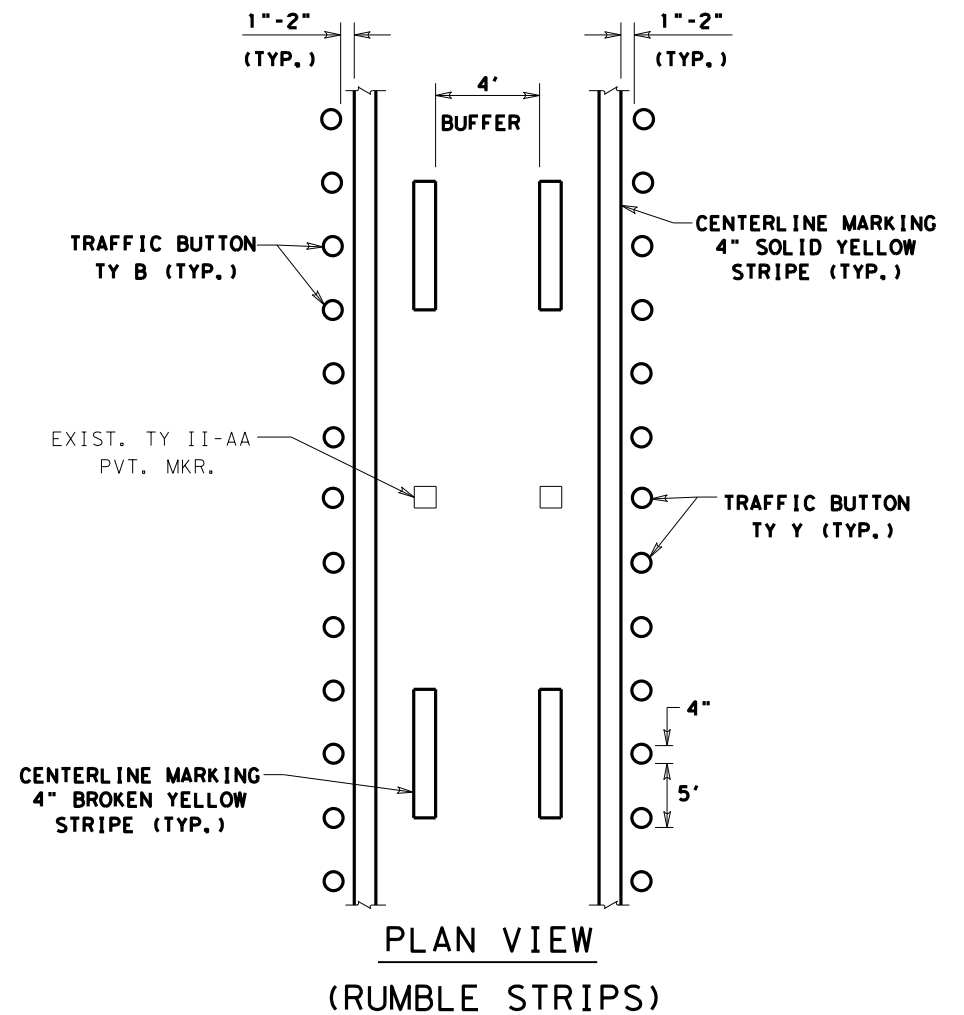 1"-2"
(TYP.)
1"-2"
(TYP.)
4'
BUFFER
CENTERLINE MARKING
4" SOLID YELLOW
STRIPE (TYP.)
TRAFFIC BUTTON
TY B (TYP.)
EXIST. TY II-AA
PVT. MKR.
TRAFFIC BUTTON
TY Y (TYP.)
4"
5'
CENTERLINE MARKING
4" BROKEN YELLOW
STRIPE (TYP.)
PLAN VIEW
(RUMBLE STRIPS)